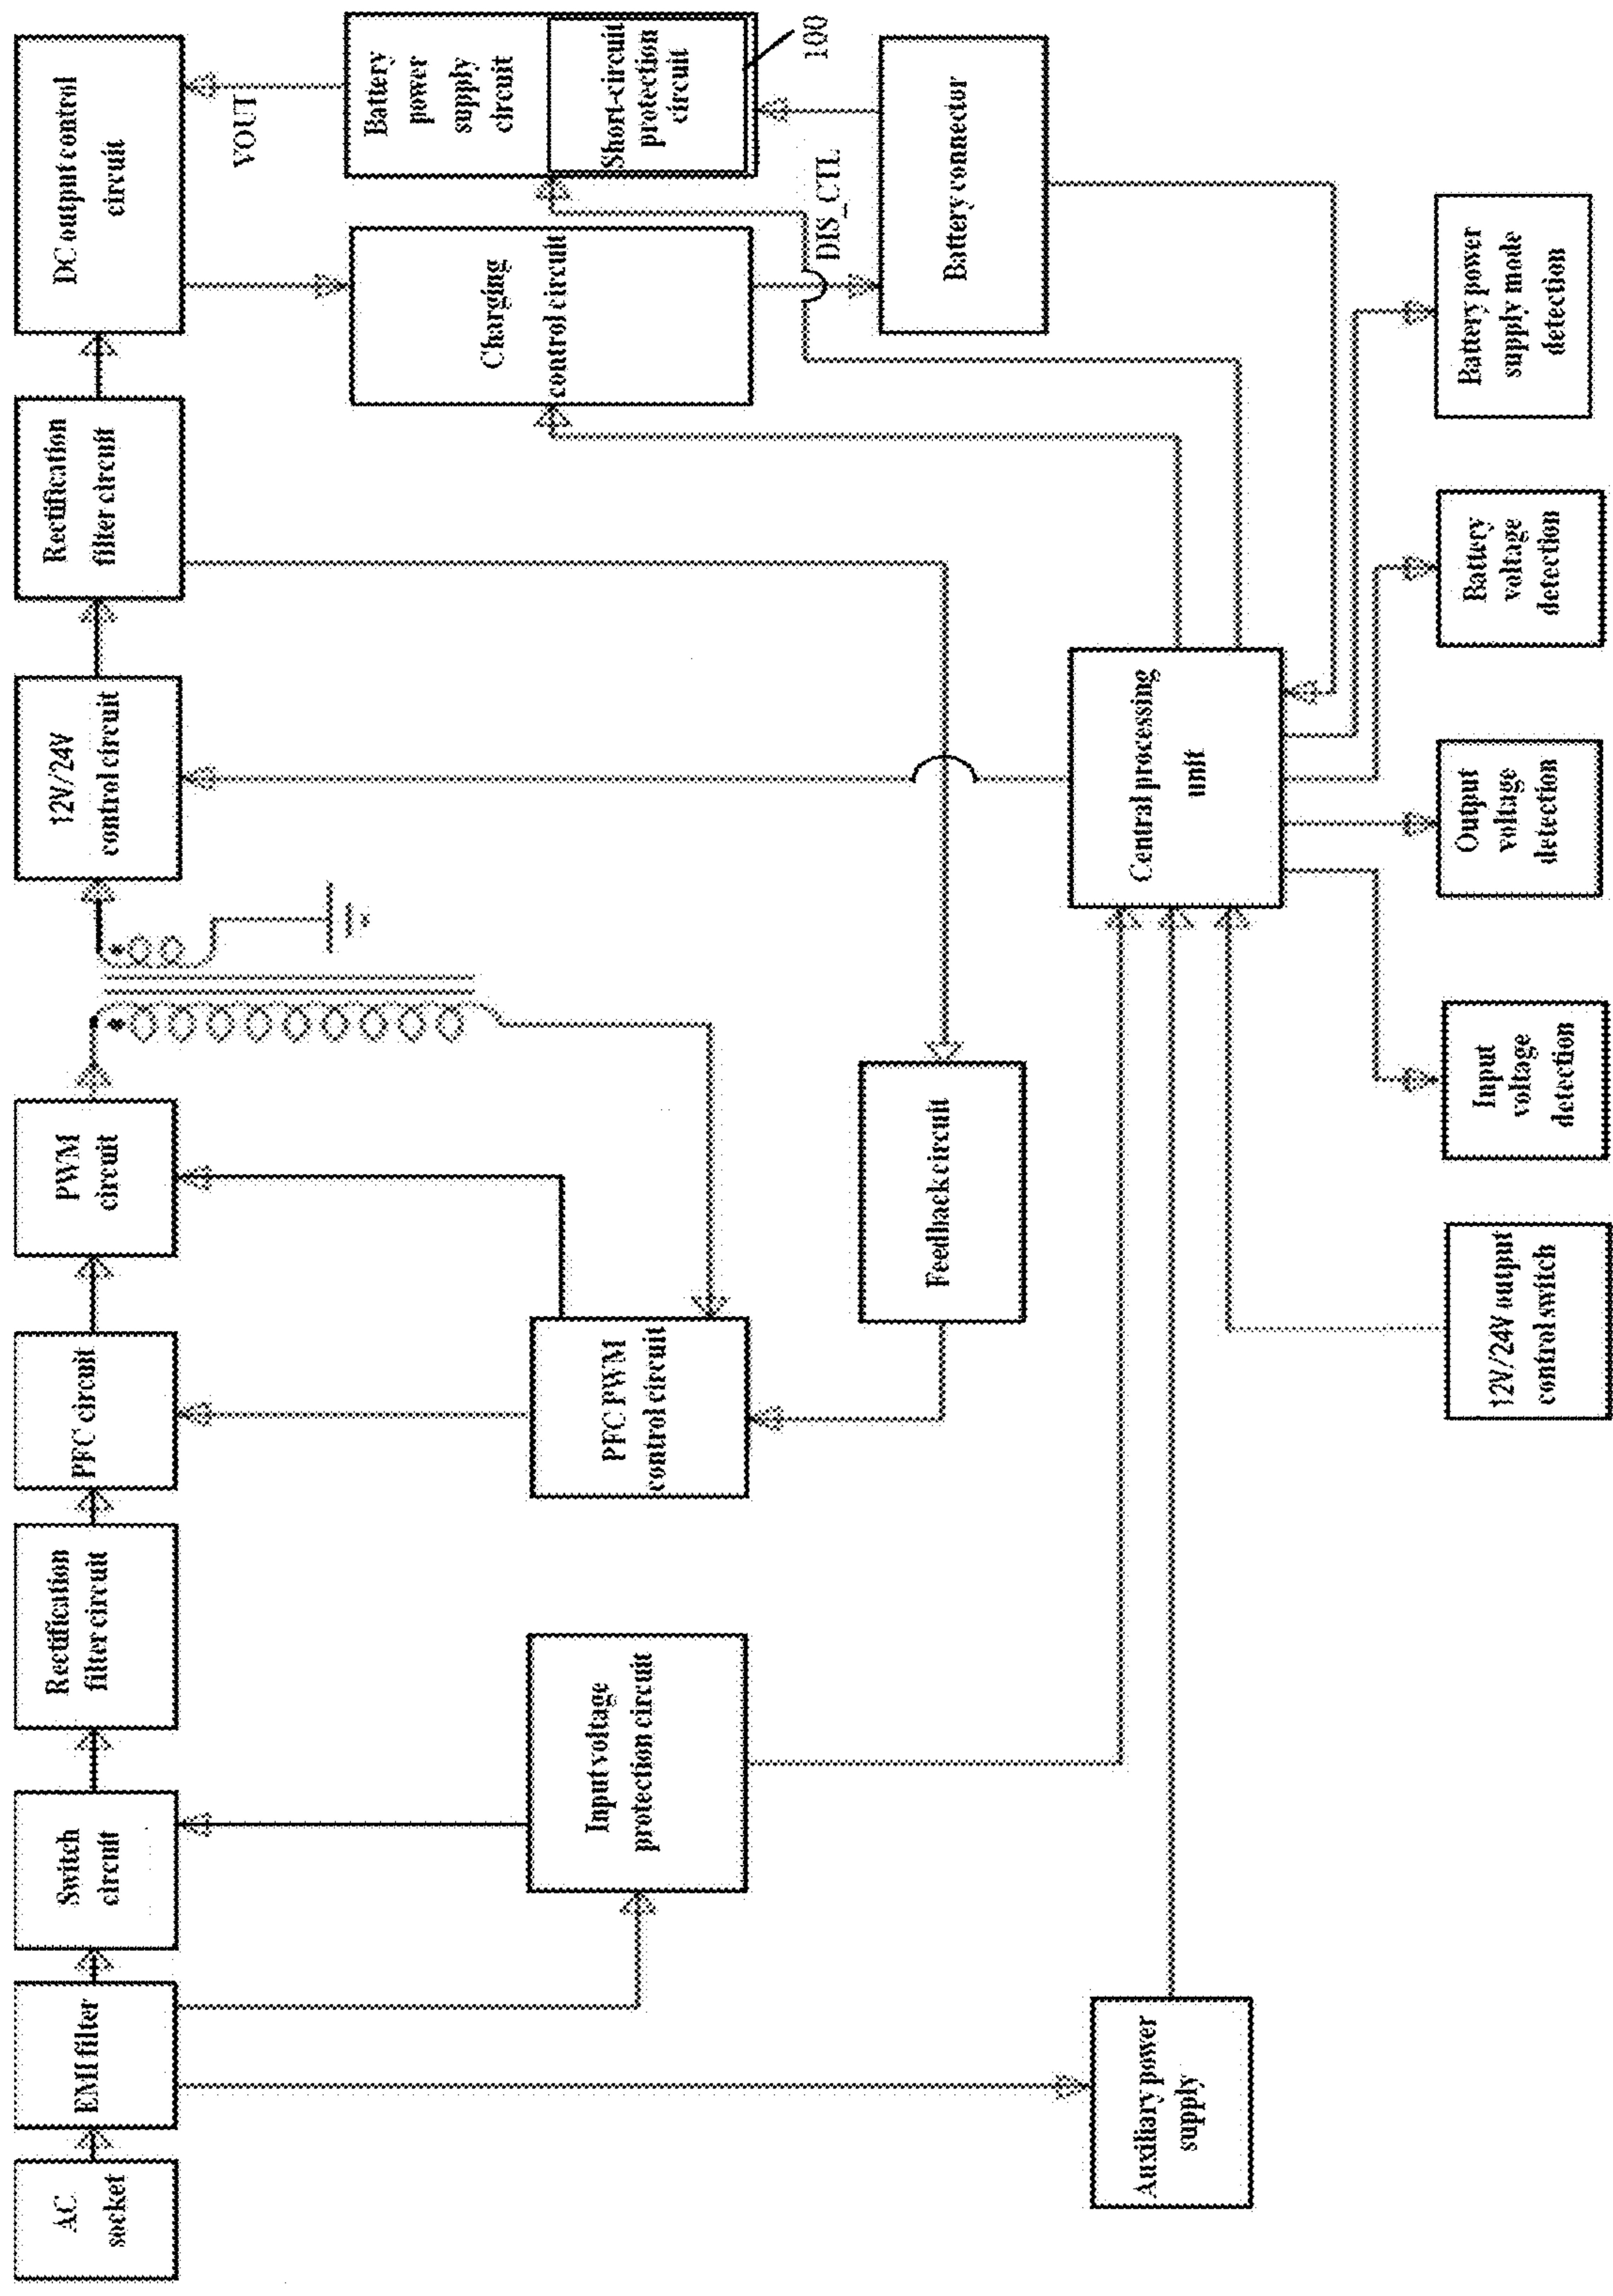 AC
socket
EMI filter
Switch
circuit
Rectification
filter circuit
PFC circuit
PWM
circuit
12V/24V
control circuit
Rectification
filter circuit
DC output control
circuit
VOUT
Battery
power
supply
circuit
Short-circuit
protection
circuit
100
Charging
control circuit
DIS_CTL
Battery connector
Input voltage
protection circuit
PFC PWM
control circuit
Feedback circuit
Auxiliary power
supply
Central processing
unit
12V/24V output
control switch
Input
voltage
detection
Output
voltage
detection
Battery
voltage
detection
Battery power
supply mode
detection